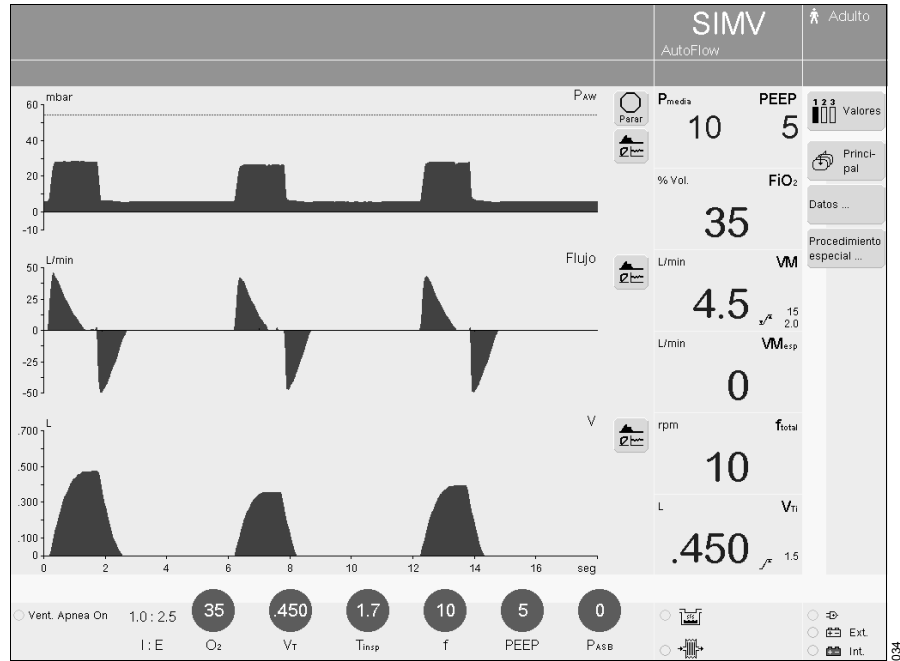 SIMV
AutoFlow
Adulto
mbar
PAW
60
40
20
0
-10
Parar
Pmedia PEEP
10 5
1 2 3 Valores
Princi-
pal
% Vol. FiO2
35
Datos ...
Procedimiento
especial ...
L/min
Flujo
50
25
0
-25
-50
L/min VM
4.5
15
2.0
L/min VMesp
0
L
V
.700
.500
.300
.100
0
0 2 4 6 8 10 12 14 16 seg
rpm ftotal
10
L VTi
.450
1.5
Vent. Apnea On
1.0 : 2.5 35 .450 1.7 10 5 0
I : E O2 VT Tinsp f PEEP PASB
Ext.
Int.
034